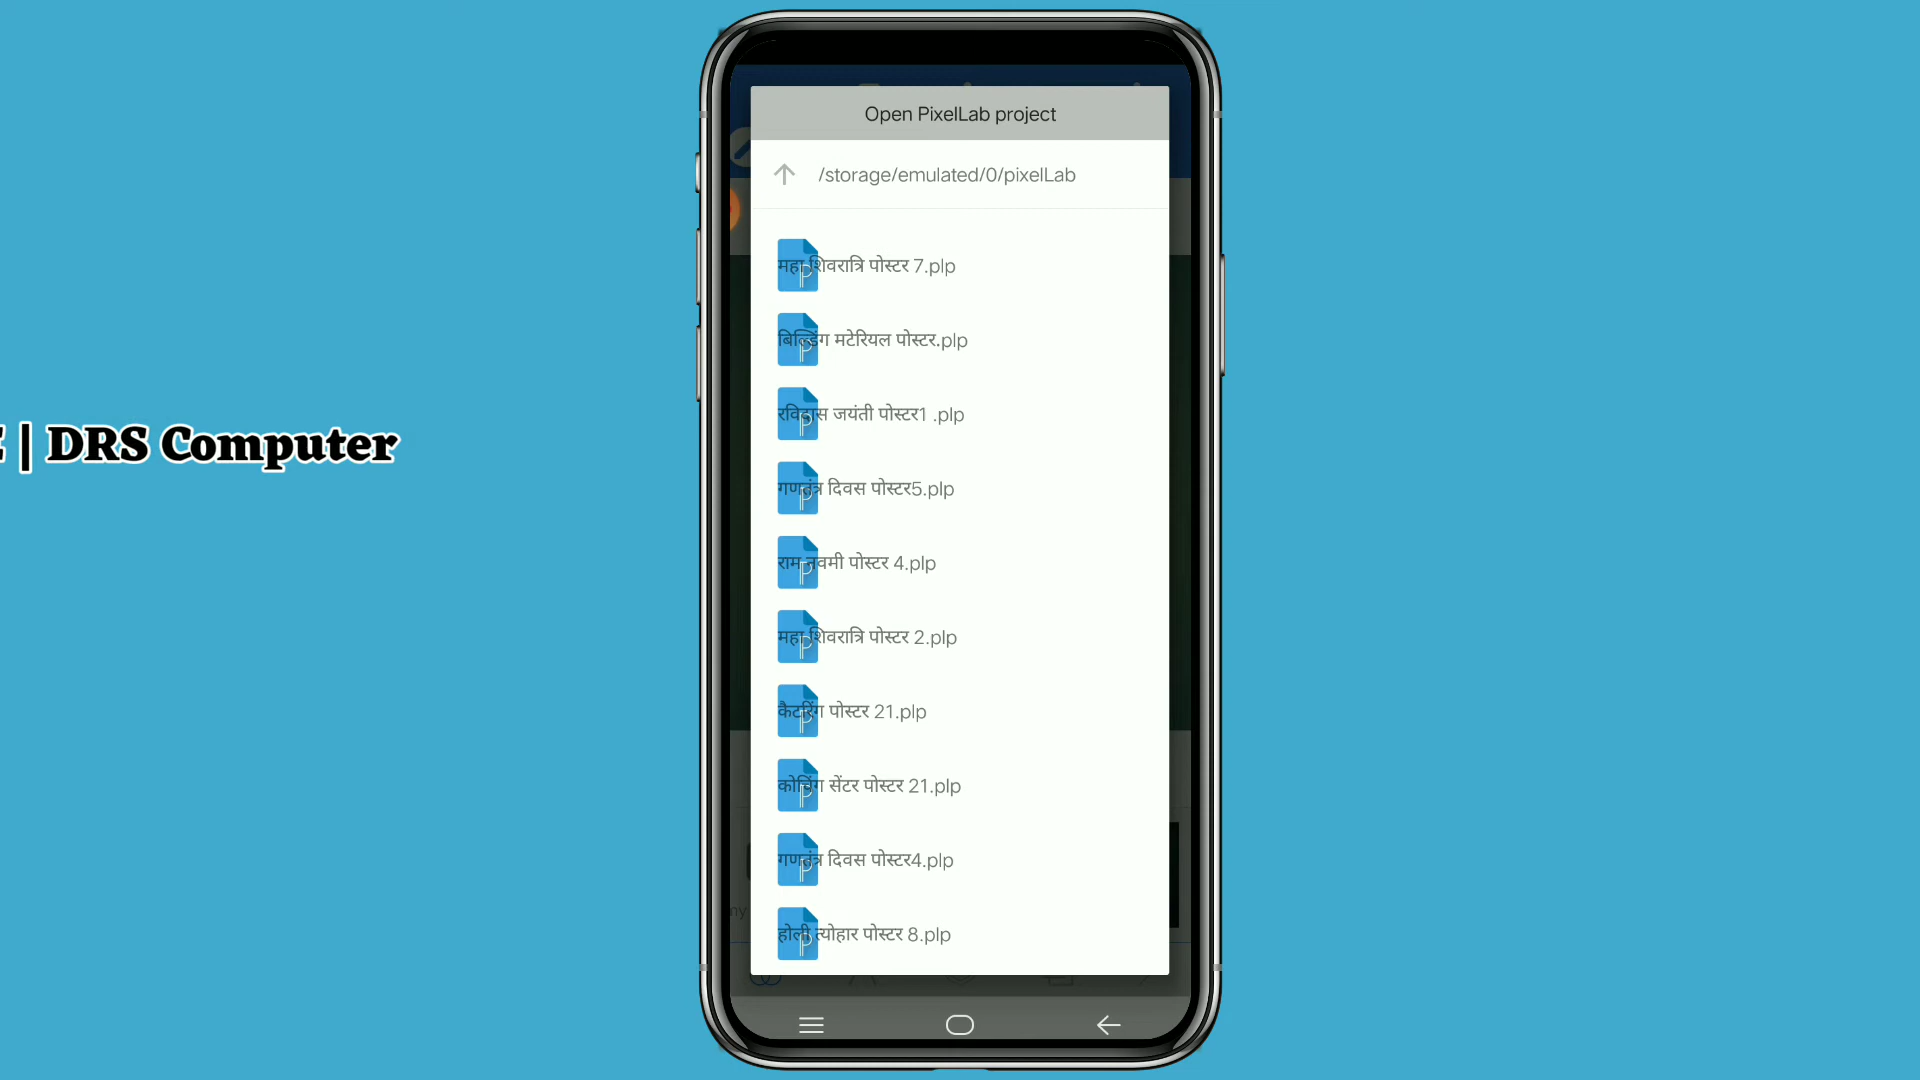 Open PixelLab project
/storage/emulated/0/pixelLab
महा शिवरात्रि पोस्टर 7.plp
बिल्डिंग मटेरियल पोस्टर.plp
रविदास जयंती पोस्टर1 .plp
| DRS Computer
गणतंत्र दिवस पोस्टर5.plp
राम नवमी पोस्टर 4.plp
महा शिवरात्रि पोस्टर 2.plp
कैटरिंग पोस्टर 21.plp
कोचिंग सेंटर पोस्टर 21.plp
गणतंत्र दिवस पोस्टर4.plp
my
होली त्योहार पोस्टर 8.plp